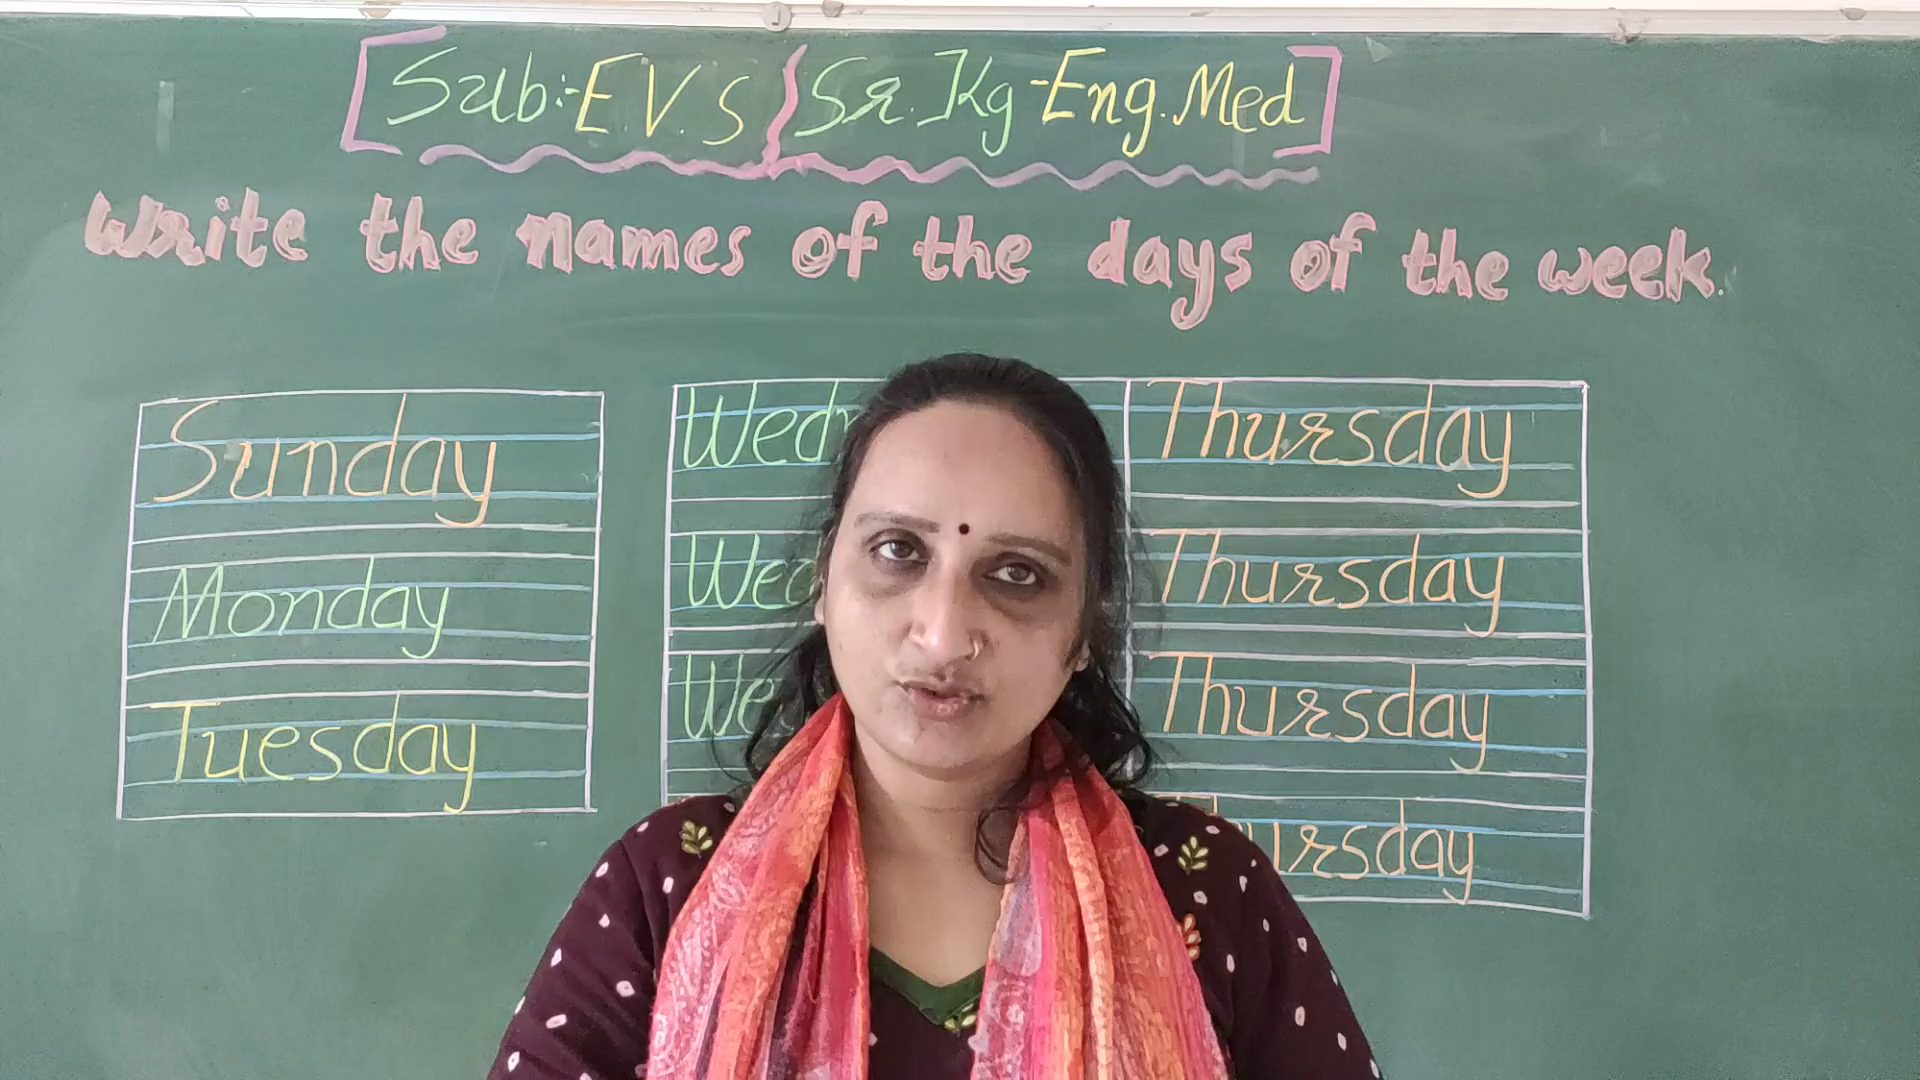 Sub:- E.V.S Sr. Kg - Eng. Med
Write the names of the days of the week.
Sunday
Monday
Tuesday
Thursday
Thursday
Thursday